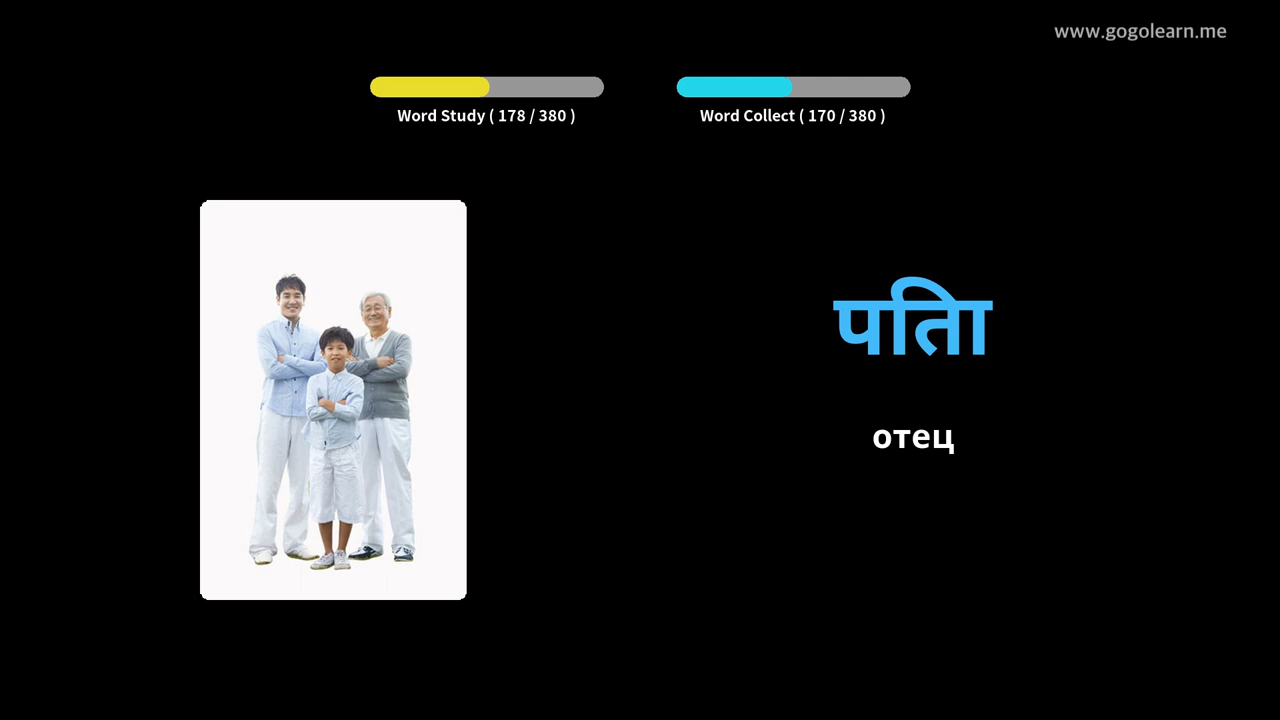 www.gogolearn.me
Word Study ( 178 / 380 )
Word Collect ( 170 / 380 )
पिता
отец